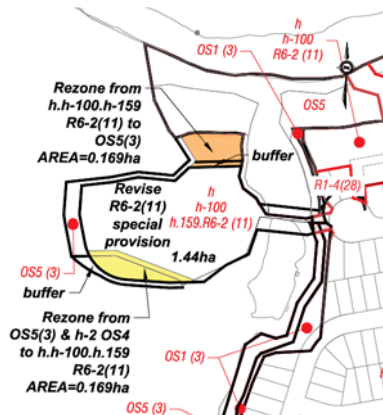 OS1 (3)
h
h-100
R6-2 (11)
OS5
Rezone from
h.h-100.h-159
R6-2(11) to
OS5(3)
AREA=0.169ha
buffer
R1-4(28)
Revise
R6-2(11)
special
provision
1.44ha
h
h-100
h.159.R6-2 (11)
OS5 (3)
buffer
Rezone from
OS5(3) & h-2 OS4
to h.h-100.h.159
R6-2(11)
AREA=0.169ha
OS1 (3)
OS5 (3)